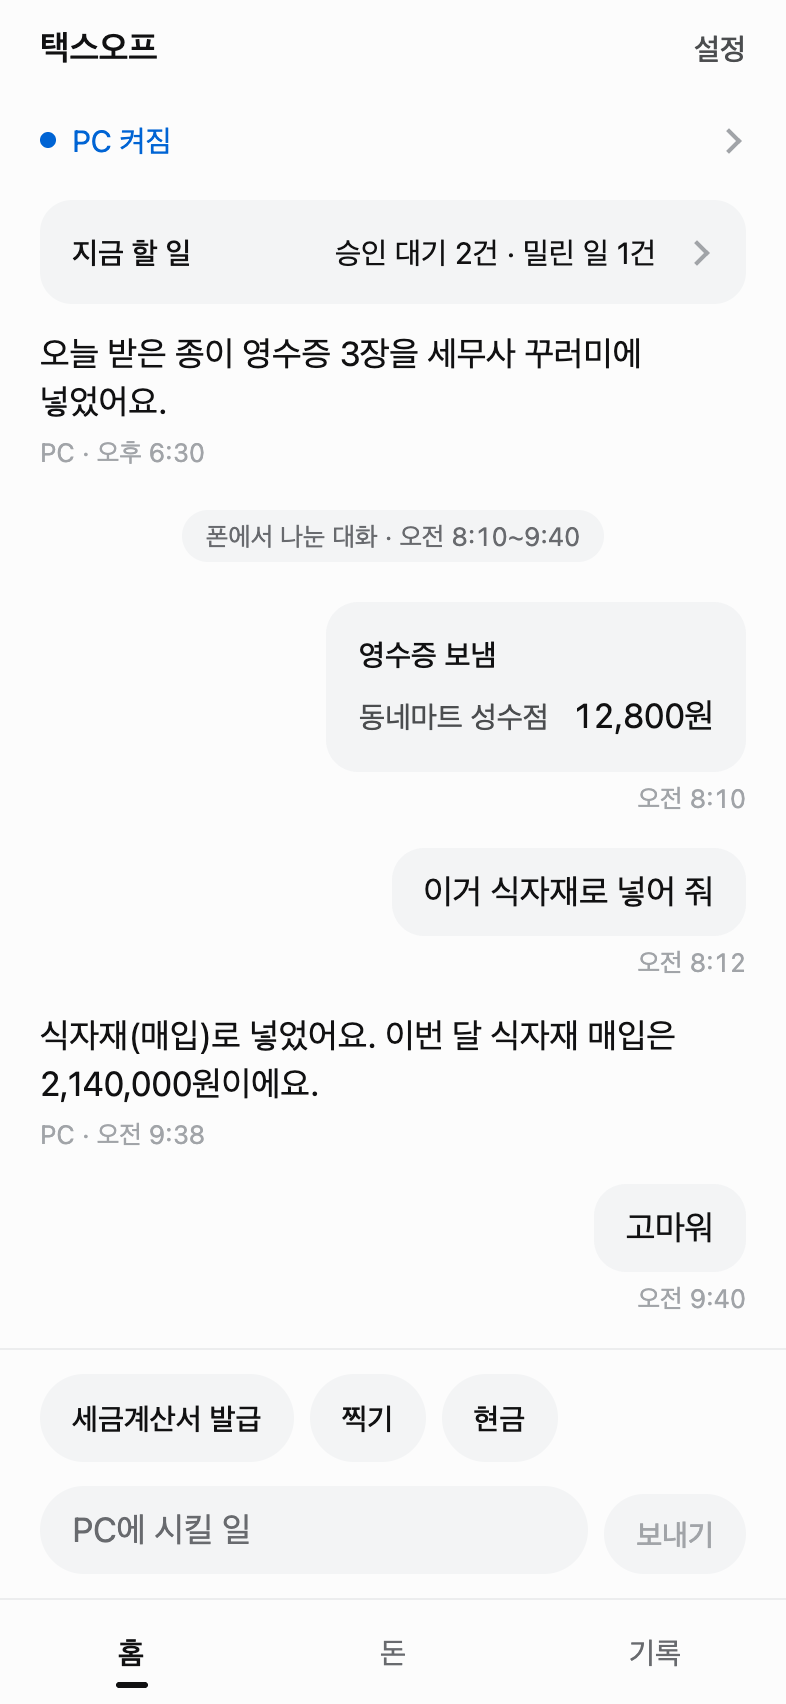 택스오프
설정
PC 켜짐
지금 할 일
승인 대기 2건 · 밀린 일 1건
오늘 받은 종이 영수증 3장을 세무사 꾸러미에
넣었어요.
PC · 오후 6:30
폰에서 나눈 대화 · 오전 8:10~9:40
영수증 보냄
동네마트 성수점 12,800원
오전 8:10
이거 식자재로 넣어 줘
오전 8:12
식자재(매입)로 넣었어요. 이번 달 식자재 매입은
2,140,000원이에요.
PC · 오전 9:38
고마워
오전 9:40
세금계산서 발급
찍기
현금
PC에 시킬 일
보내기
홈
돈
기록